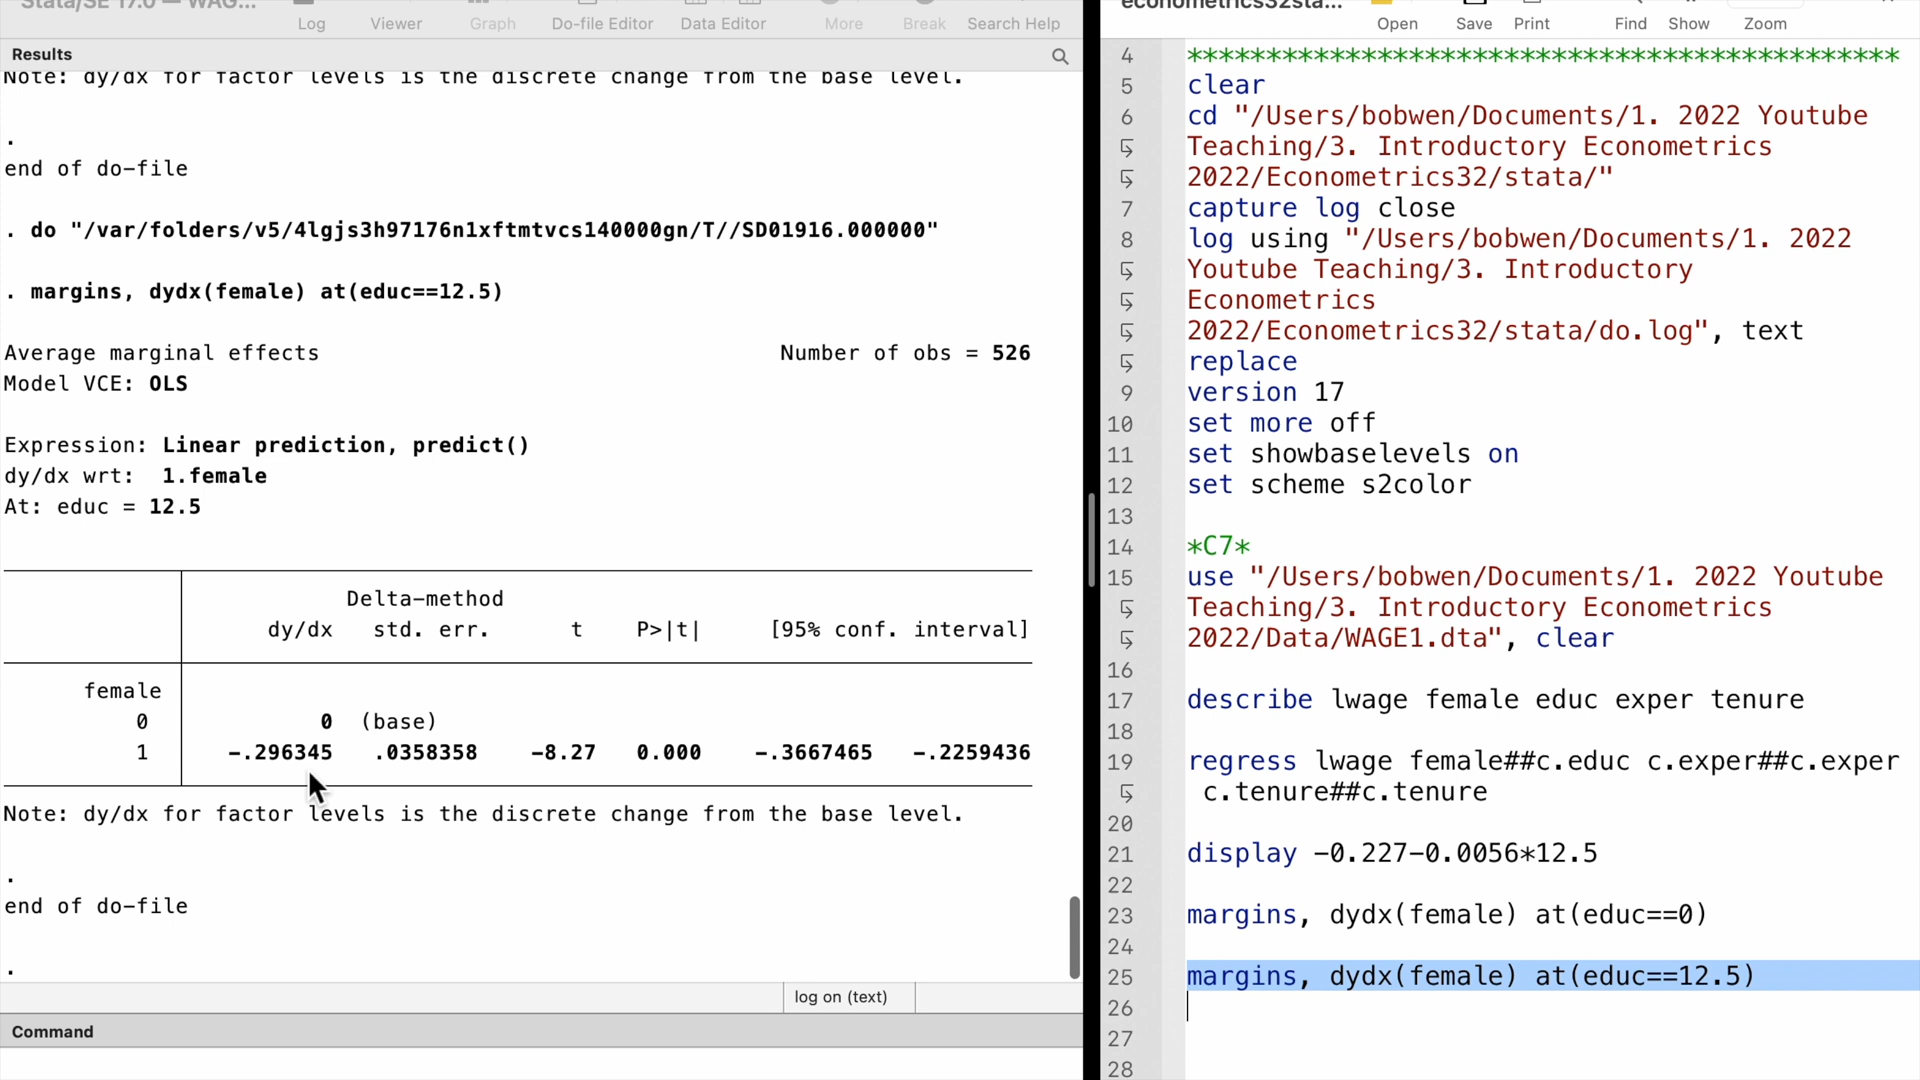 Stata/SE 17.0 — WAG...
Log Viewer Graph Do-file Editor Data Editor More Break Search Help
Results
Note: dy/dx for factor levels is the discrete change from the base level.
.
end of do-file
. do "/var/folders/v5/4lgjs3h97176n1xftmtvcs140000gn/T//SD01916.000000"
. margins, dydx(female) at(educ==12.5)
Average marginal effects Number of obs = 526
Model VCE: OLS
Expression: Linear prediction, predict()
dy/dx wrt: 1.female
At: educ = 12.5
Delta-method
dy/dx std. err. t P>|t| [95% conf. interval]
female
0 0 (base)
1 -.296345 .0358358 -8.27 0.000 -.3667465 -.2259436
Note: dy/dx for factor levels is the discrete change from the base level.
.
end of do-file
.
log on (text)
Command
econometrics32sta...
Open Save Print Find Show Zoom
4 *********************************************
5 clear
6 cd "/Users/bobwen/Documents/1. 2022 Youtube
Teaching/3. Introductory Econometrics
2022/Econometrics32/stata/"
7 capture log close
8 log using "/Users/bobwen/Documents/1. 2022
Youtube Teaching/3. Introductory
Econometrics
2022/Econometrics32/stata/do.log", text
replace
9 version 17
10 set more off
11 set showbaselevels on
12 set scheme s2color
13
14 *C7*
15 use "/Users/bobwen/Documents/1. 2022 Youtube
Teaching/3. Introductory Econometrics
2022/Data/WAGE1.dta", clear
16
17 describe lwage female educ exper tenure
18
19 regress lwage female##c.educ c.exper##c.exper
c.tenure##c.tenure
20
21 display -0.227-0.0056*12.5
22
23 margins, dydx(female) at(educ==0)
24
25 margins, dydx(female) at(educ==12.5)
26
27
28